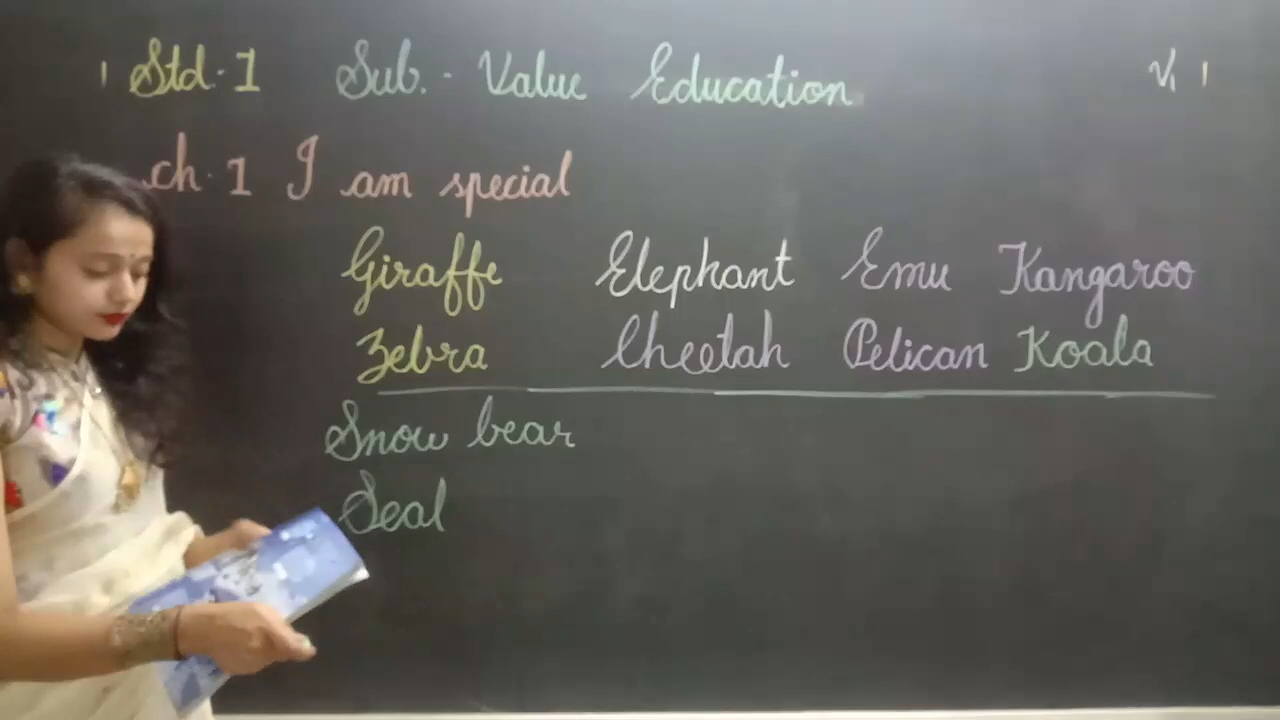 Std. 1 Sub. - Value Education V. 1
Ch. 1 I am special
Giraffe Elephant Emu Kangaroo
Zebra Cheetah Pelican Koala
Snow bear
Seal